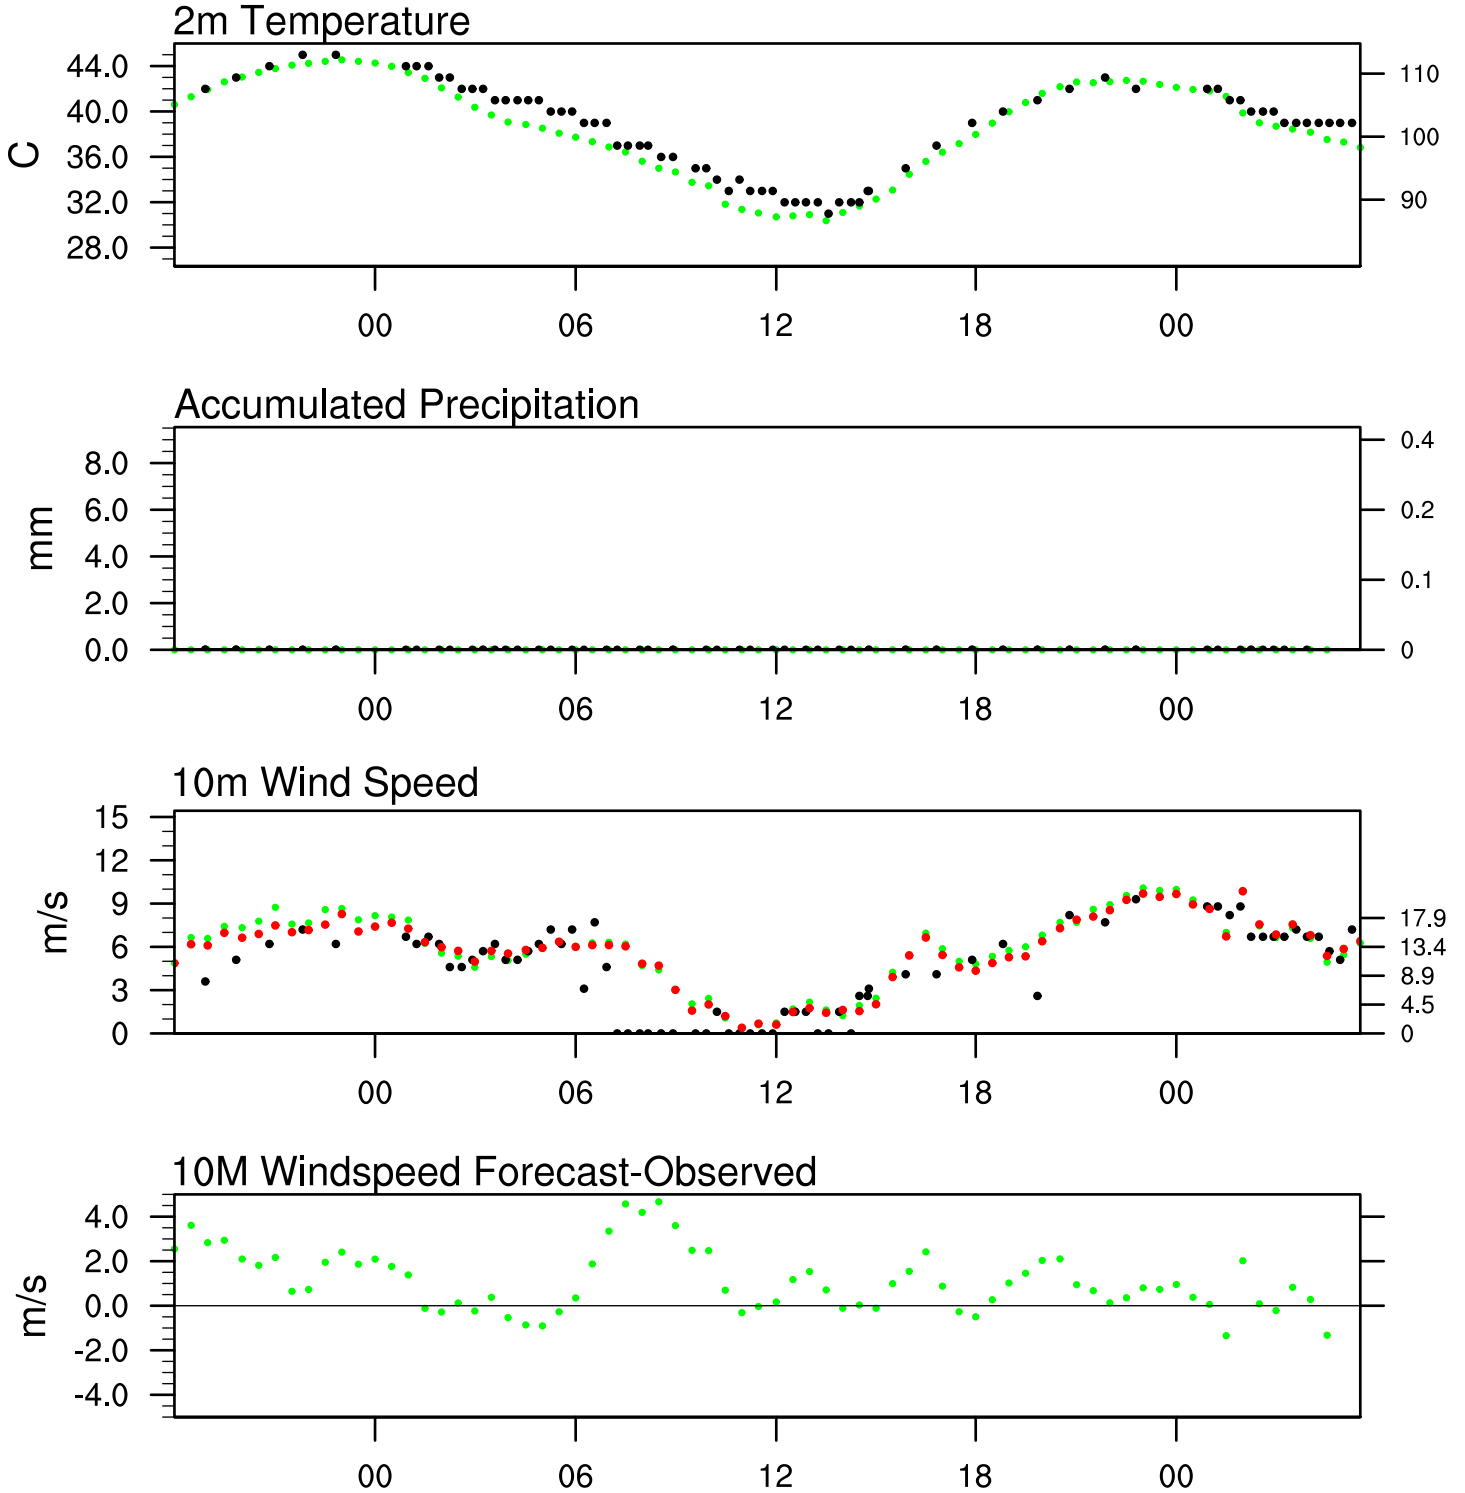 2m Temperature
44.0
40.0
36.0
32.0
28.0
C
110
100
90
00 06 12 18 00
Accumulated Precipitation
8.0
6.0
4.0
2.0
0.0
mm
0.4
0.2
0.1
0
00 06 12 18 00
10m Wind Speed
15
12
9
6
3
0
m/s
17.9
13.4
8.9
4.5
0
00 06 12 18 00
10M Windspeed Forecast-Observed
4.0
2.0
0.0
-2.0
-4.0
m/s
00 06 12 18 00